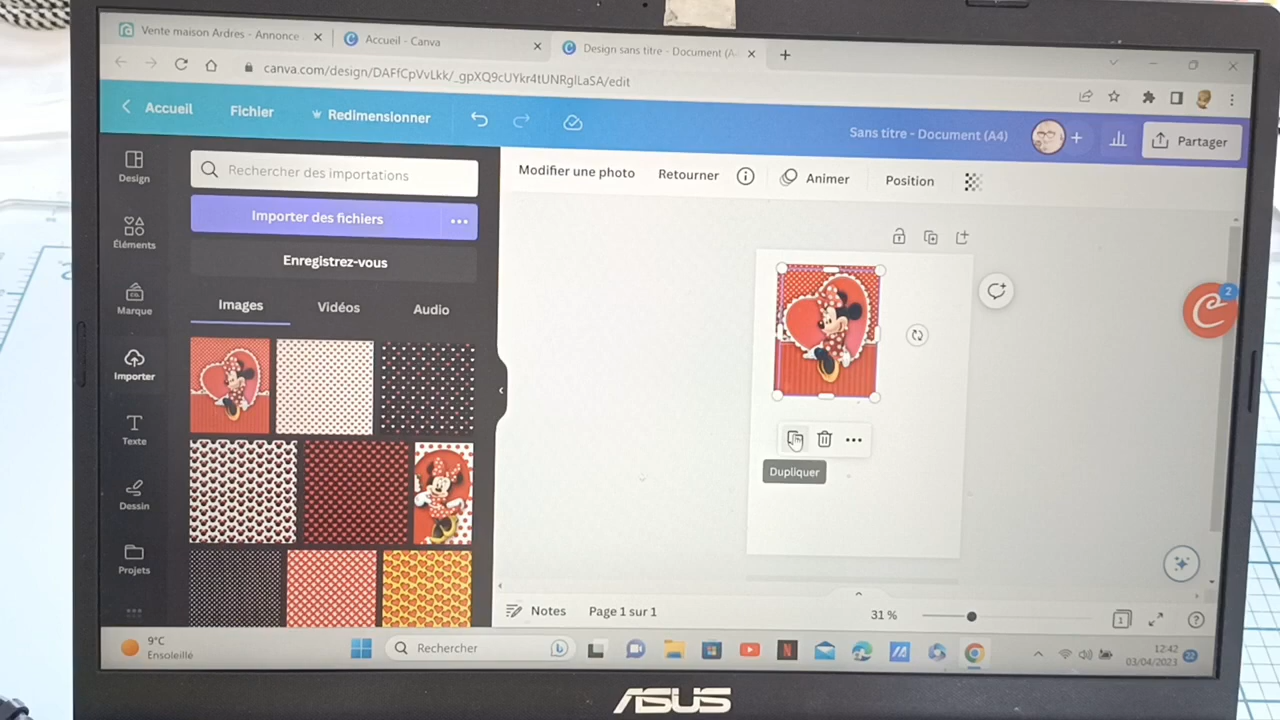 Vente maison Ardres - Annonce
Accueil - Canva
Design sans titre - Document (A
canva.com/design/DAFfCpVvLkk/_gpXQ9cUYkr4tUNRglLaSA/edit
Accueil
Fichier
Redimensionner
Sans titre - Document (A4)
Partager
Design
Éléments
Marque
Importer
Texte
Dessin
Projets
Rechercher des importations
Importer des fichiers
Enregistrez-vous
Images
Vidéos
Audio
Modifier une photo
Retourner
Animer
Position
2
Dupliquer
Notes
Page 1 sur 1
31 %
1
9°C
Ensoleillé
Rechercher
12:42
03/04/2023
22
ASUS